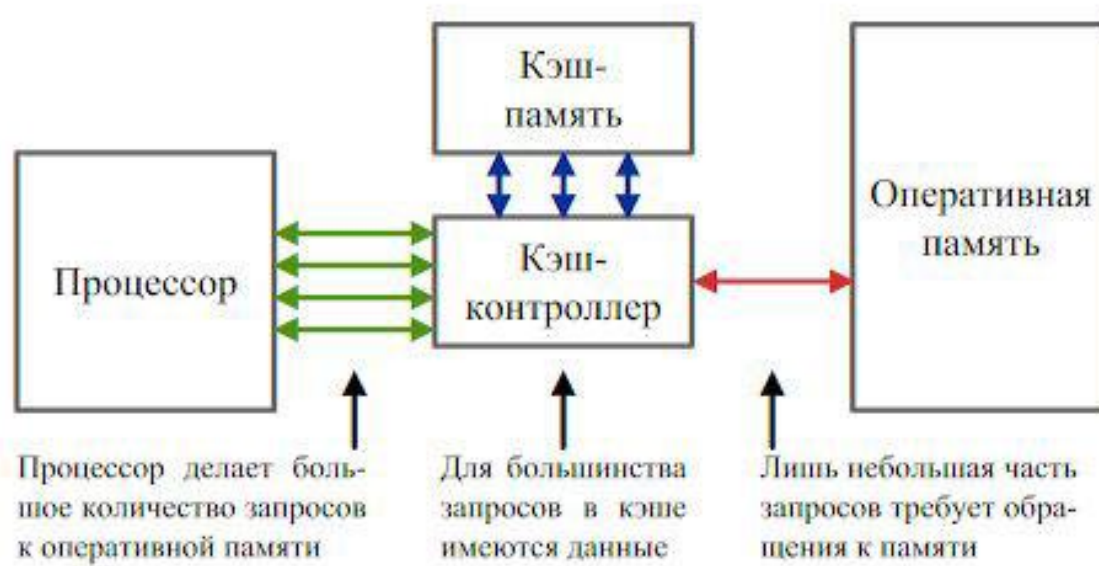 Кэш-
память
Процессор
Кэш-
контроллер
Оперативная
память
Процессор делает боль-
шое количество запросов
к оперативной памяти
Для большинства
запросов в кэше
имеются данные
Лишь небольшая часть
запросов требует обра-
щения к памяти